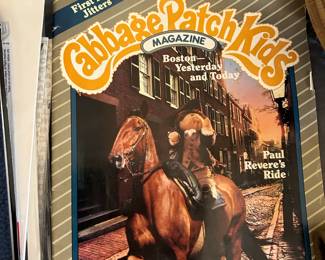 First
Jitters
Cabbage Patch Kids
MAGAZINE
Boston—
Yesterday
and Today
Paul
Revere's
Ride